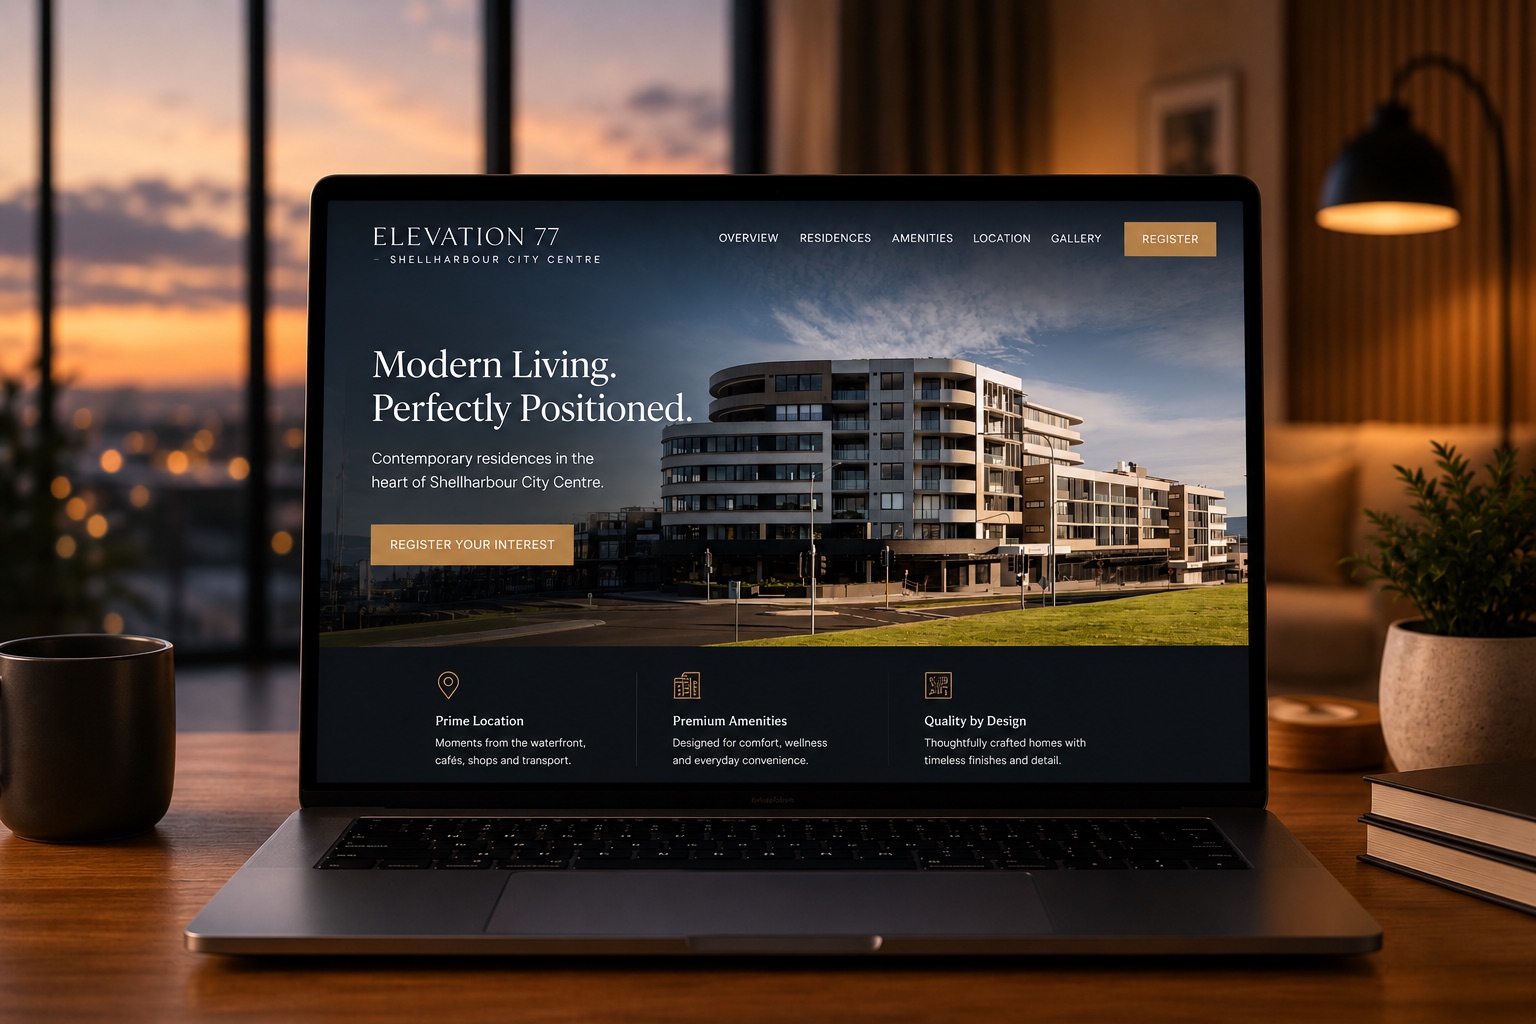 ELEVATION 77
– SHELLHARBOUR CITY CENTRE
OVERVIEW RESIDENCES AMENITIES LOCATION GALLERY REGISTER
Modern Living.
Perfectly Positioned.
Contemporary residences in the
heart of Shellharbour City Centre.
REGISTER YOUR INTEREST
Prime Location
Moments from the waterfront,
cafés, shops and transport.
Premium Amenities
Designed for comfort, wellness
and everyday convenience.
Quality by Design
Thoughtfully crafted homes with
timeless finishes and detail.